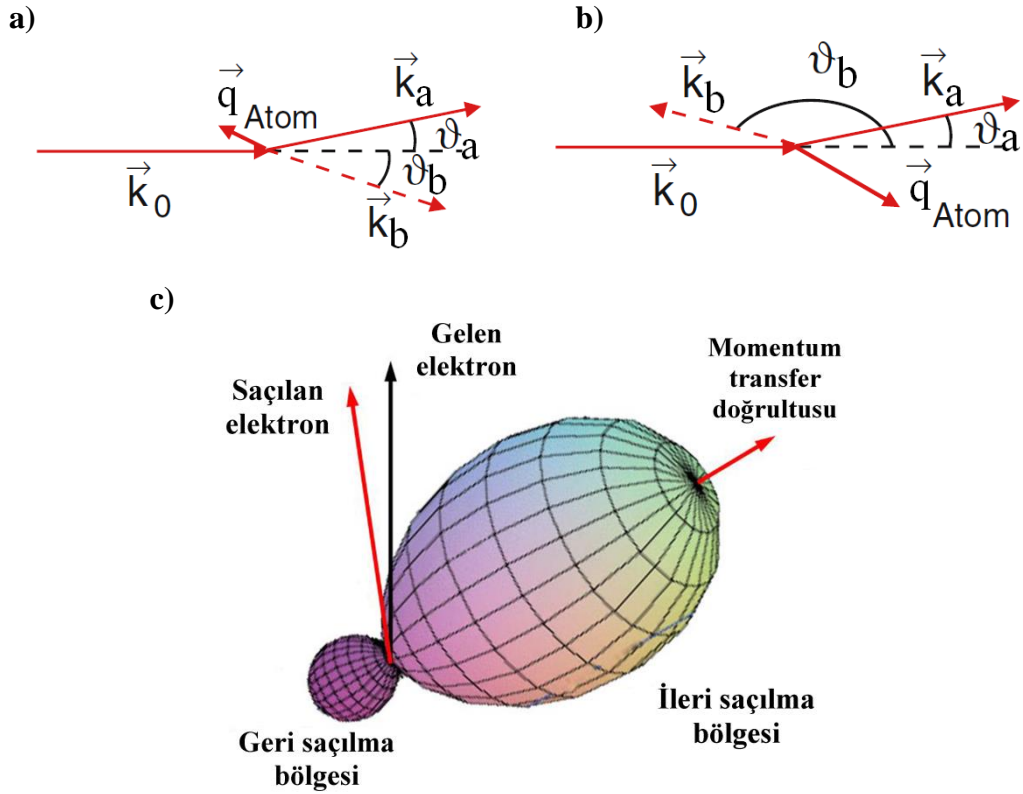 a)
b)
q⃗ Atom
k⃗a
ϑa
ϑb
k⃗0
k⃗b
k⃗b
ϑb
k⃗a
ϑa
k⃗0
q⃗ Atom
c)
Gelen
elektron
Saçılan
elektron
Momentum
transfer
doğrultusu
İleri saçılma
bölgesi
Geri saçılma
bölgesi